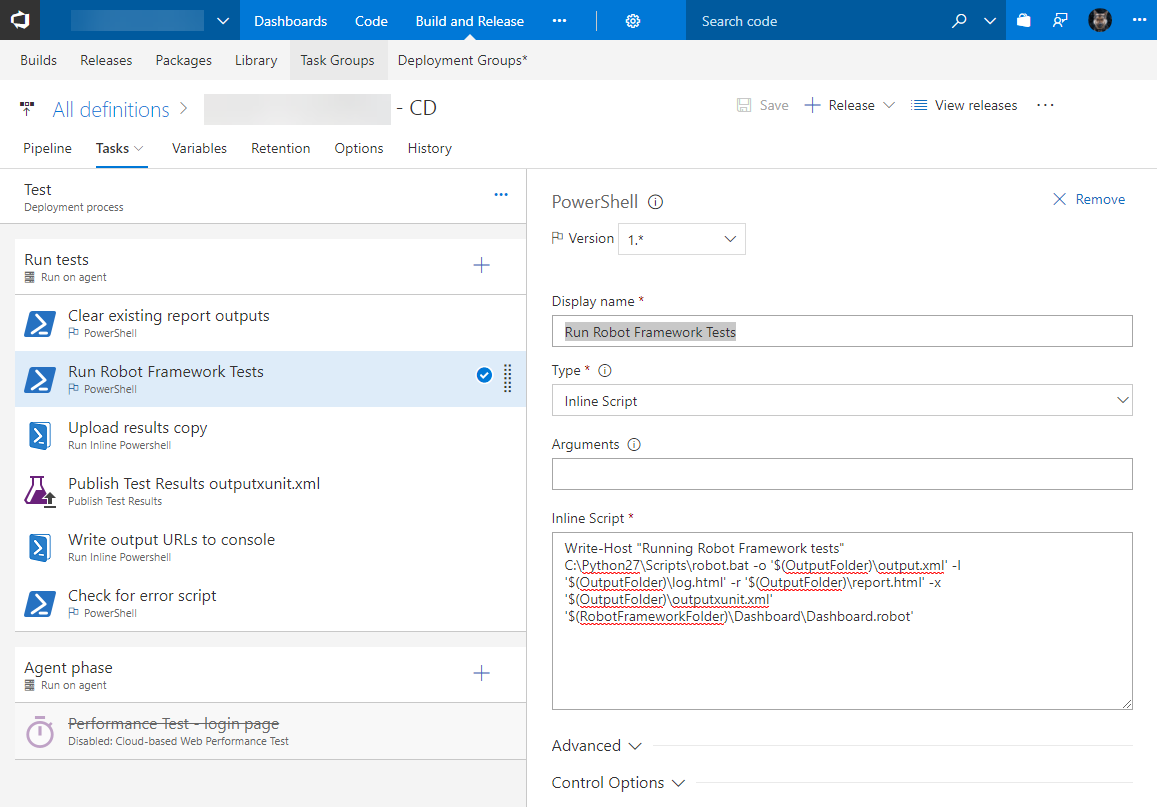 Dashboards Code Build and Release ··· Search code ···
Builds Releases Packages Library Task Groups Deployment Groups*
All definitions > - CD
Save + Release View releases ···
Pipeline Tasks Variables Retention Options History
Test
Deployment process
···
Run tests
Run on agent
Clear existing report outputs
PowerShell
Run Robot Framework Tests
PowerShell
Upload results copy
Run Inline Powershell
Publish Test Results outputxunit.xml
Publish Test Results
Write output URLs to console
Run Inline Powershell
Check for error script
PowerShell
Agent phase
Run on agent
Performance Test - login page
Disabled: Cloud-based Web Performance Test
PowerShell
Remove
Version 1.*
Display name *
Run Robot Framework Tests
Type *
Inline Script
Arguments
Inline Script *
Write-Host "Running Robot Framework tests"
C:\Python27\Scripts\robot.bat -o '$(OutputFolder)\output.xml' -l
'$(OutputFolder)\log.html' -r '$(OutputFolder)\report.html' -x
'$(OutputFolder)\outputxunit.xml'
'$(RobotFrameworkFolder)\Dashboard\Dashboard.robot'
Advanced
Control Options